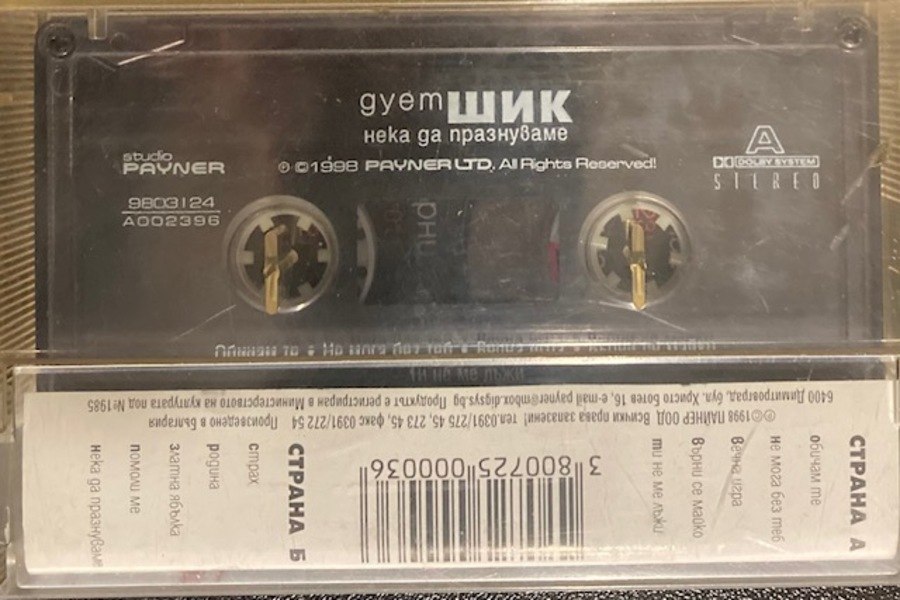 дует ШИК
нека да празнуваме
studio
PAYNER
℗ ©1998 PAYNER LTD. All Rights Reserved!
A
DOLBY SYSTEM
STEREO
9803124
A002396
СТРАНА А
обичам те
не мога без теб
вечна игра
върни се майко
ти не ме лъжи
3 800725 000036
СТРАНА Б
страх
родина
златна ябълка
помоли ме
нека да празнуваме
℗©1998 ПАЙНЕР ООД. Всички права запазени! тел.0391/275 45, 273 45, факс 0391/272 54 Произведено в България
6400 Димитровград, бул. Христо Ботев 16, e-mail payner@mbox.digsys.bg Продуктът е регистриран в Министерството на културата под №1985